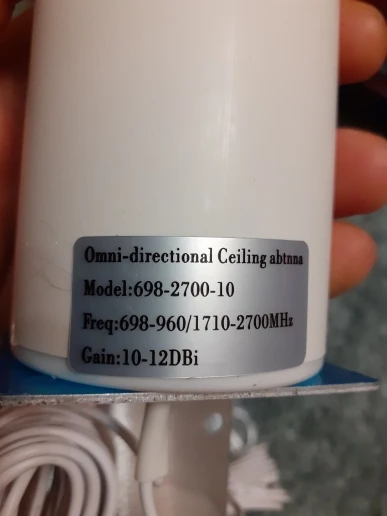 Omni-directional Ceiling abtnna
Model:698-2700-10
Freq:698-960/1710-2700MHz
Gain:10-12DBi